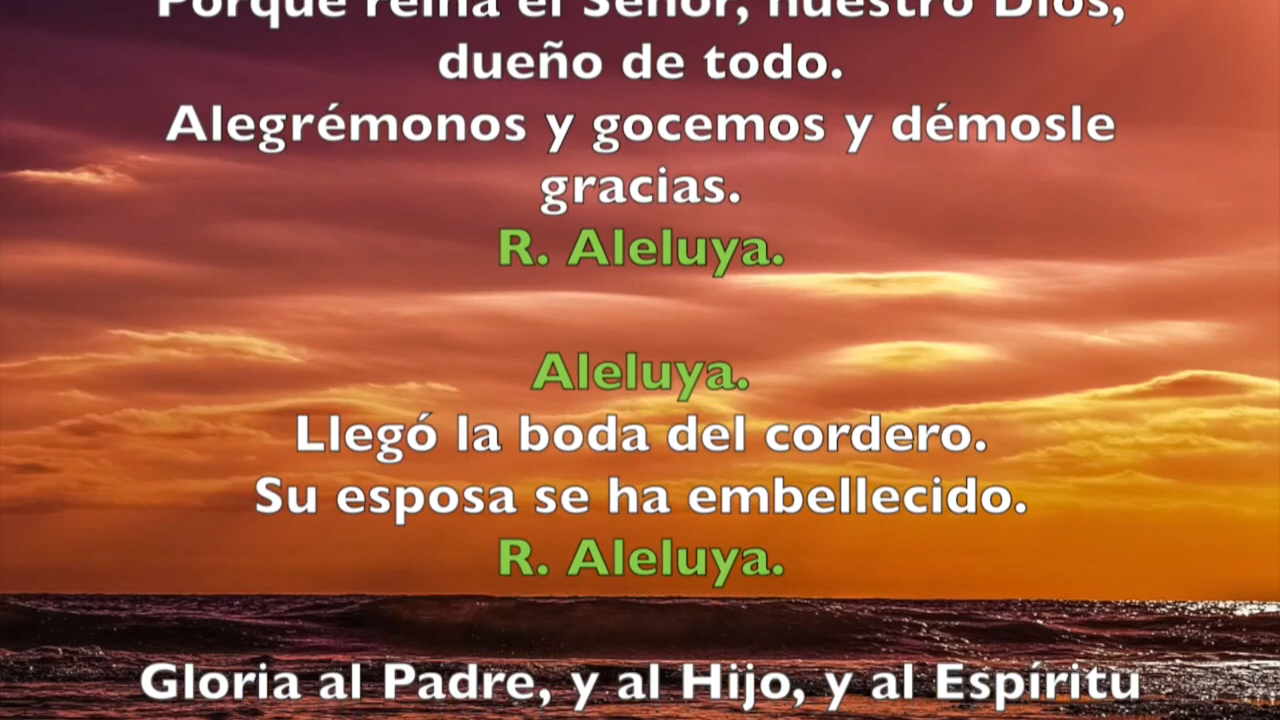 Porque reina el Señor, nuestro Dios,
dueño de todo.
Alegrémonos y gocemos y démosle
gracias.
R. Aleluya.
Aleluya.
Llegó la boda del cordero.
Su esposa se ha embellecido.
R. Aleluya.
Gloria al Padre, y al Hijo, y al Espíritu